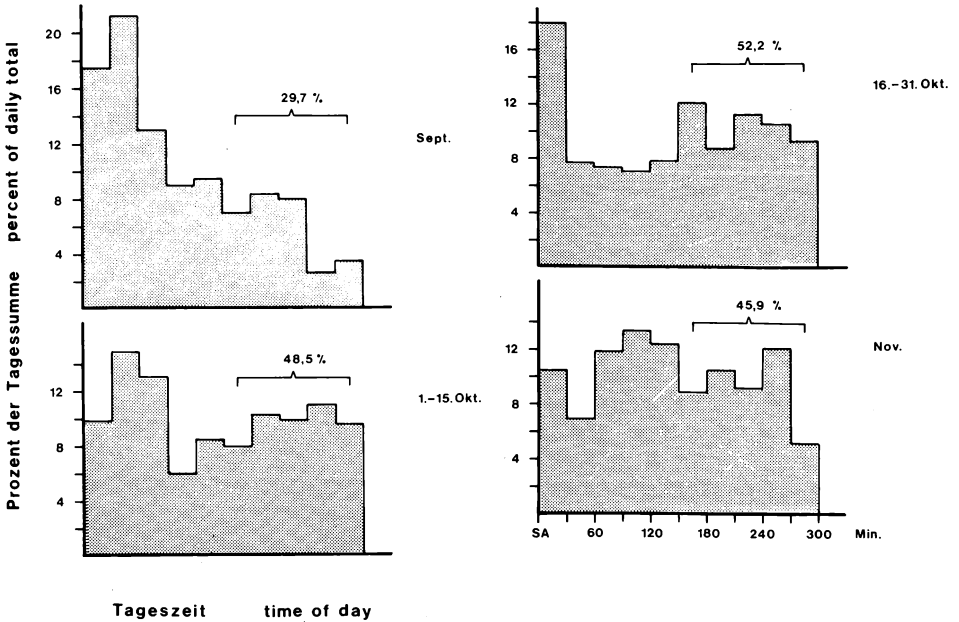 Prozent der Tagessumme percent of daily total
20
16
12
8
4
29,7 %
Sept.
12
8
4
48,5 %
1.–15. Okt.
16
12
8
4
52,2 %
16.–31. Okt.
12
8
4
45,9 %
Nov.
SA 60 120 180 240 300 Min.
Tageszeit time of day